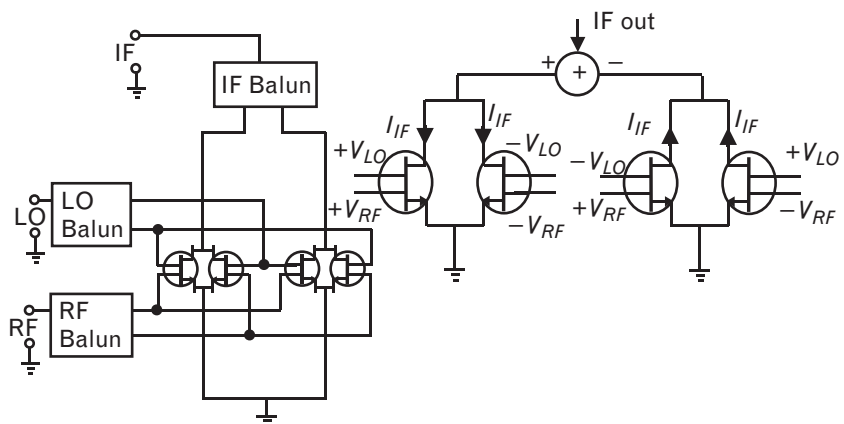 IF
IF Balun
LO
LO
Balun
RF
RF
Balun
IF out
+ + −
I_IF I_IF
+V_LO −V_LO
+V_RF −V_RF
I_IF I_IF
−V_LO +V_LO
+V_RF −V_RF